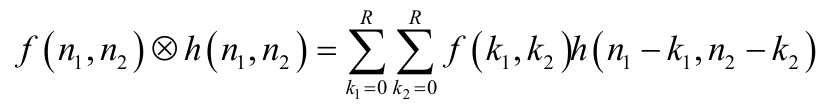 f(n₁,n₂)⊗h(n₁,n₂)=∑_{k₁=0}^{R}∑_{k₂=0}^{R}f(k₁,k₂)h(n₁−k₁,n₂−k₂)